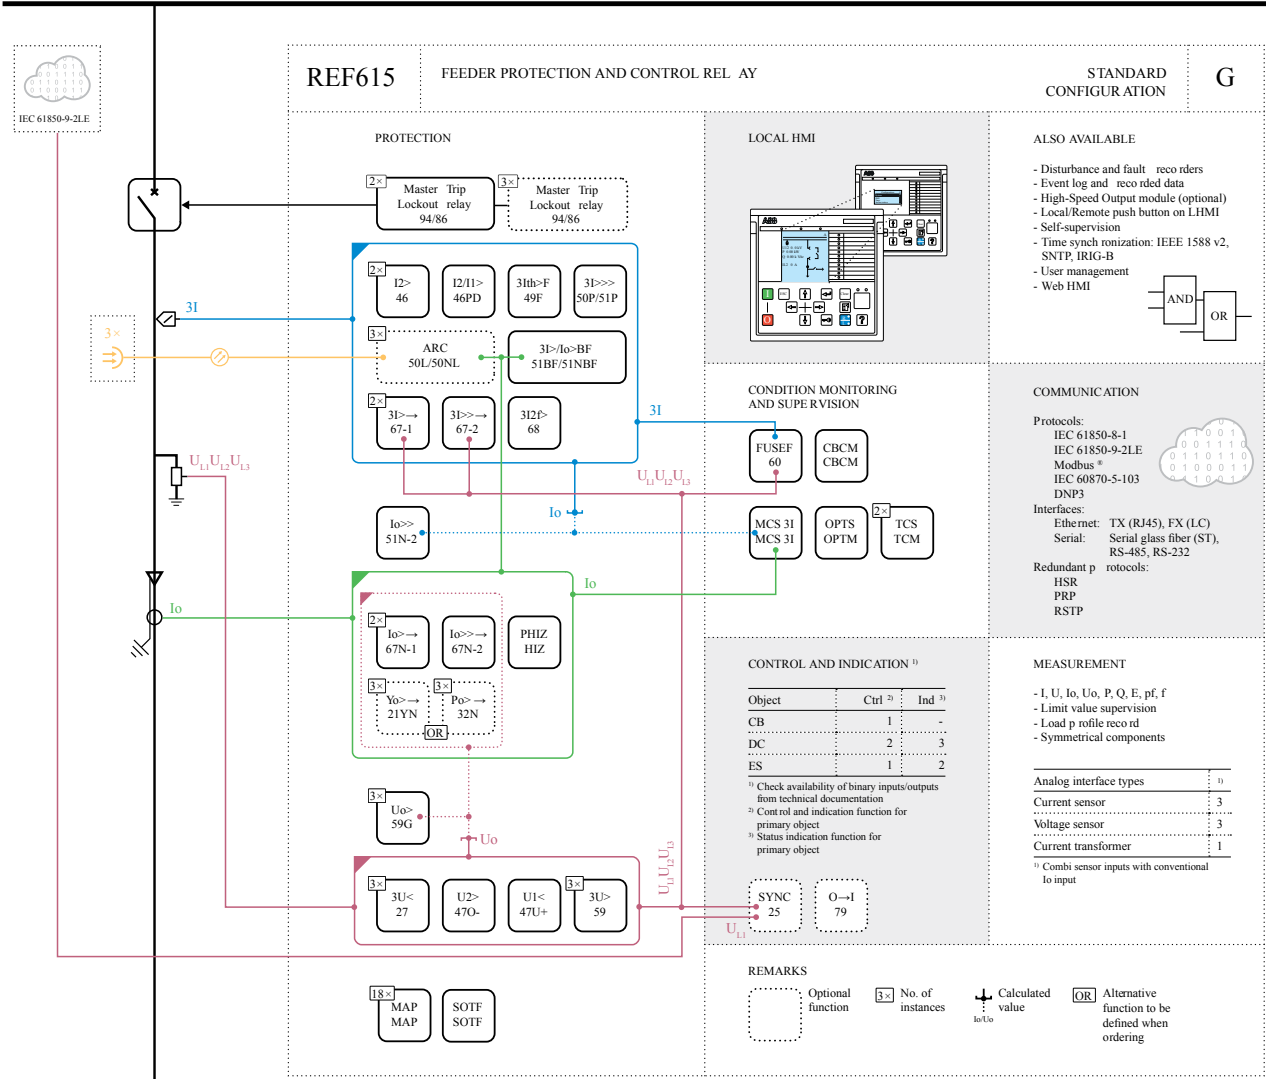 REF615
FEEDER PROTECTION AND CONTROL REL AY
STANDARD
CONFIGURATION
G
IEC 61850-9-2LE
PROTECTION
2×
Master Trip
Lockout relay
94/86
3×
Master Trip
Lockout relay
94/86
2×
I2>
46
I2/I1>
46PD
3Ith>F
49F
3I>>>
50P/51P
3I
3×
3×
ARC
50L/50NL
3I>/Io>BF
51BF/51NBF
2×
3I>→
67-1
3I>>→
67-2
3I2f>
68
3I
UL1UL2UL3
UL1UL2UL3
Io
Io>>
51N-2
Io
Io
2×
Io>→
67N-1
Io>>→
67N-2
PHIZ
HIZ
3×
Yo>→
21YN
3×
Po>→
32N
OR
3×
Uo>
59G
Uo
UL1UL2UL3
3×
3U<
27
U2>
47O-
U1<
47U+
3×
3U>
59
UL1
18×
MAP
MAP
SOTF
SOTF
LOCAL HMI
ABB
ABB
CONDITION MONITORING
AND SUPE RVISION
FUSEF
60
CBCM
CBCM
MCS 3I
MCS 3I
OPTS
OPTM
2×
TCS
TCM
CONTROL AND INDICATION 1)
Object Ctrl 2) Ind 3)
CB 1 -
DC 2 3
ES 1 2
1) Check availability of binary inputs/outputs
from technical documentation
2) Control and indication function for
primary object
3) Status indication function for
primary object
SYNC
25
O→I
79
ALSO AVAILABLE
- Disturbance and fault reco rders
- Event log and reco rded data
- High-Speed Output module (optional)
- Local/Remote push button on LHMI
- Self-supervision
- Time synch ronization: IEEE 1588 v2,
SNTP, IRIG-B
- User management
- Web HMI
AND
OR
COMMUNICATION
Protocols:
IEC 61850-8-1
IEC 61850-9-2LE
Modbus ®
IEC 60870-5-103
DNP3
Interfaces:
Ethernet: TX (RJ45), FX (LC)
Serial: Serial glass fiber (ST),
RS-485, RS-232
Redundant p rotocols:
HSR
PRP
RSTP
MEASUREMENT
- I, U, Io, Uo, P, Q, E, pf, f
- Limit value supervision
- Load p rofile reco rd
- Symmetrical components
Analog interface types 1)
Current sensor 3
Voltage sensor 3
Current transformer 1
1) Combi sensor inputs with conventional
Io input
REMARKS
Optional
function
3×
No. of
instances
Io/Uo
Calculated
value
OR
Alternative
function to be
defined when
ordering